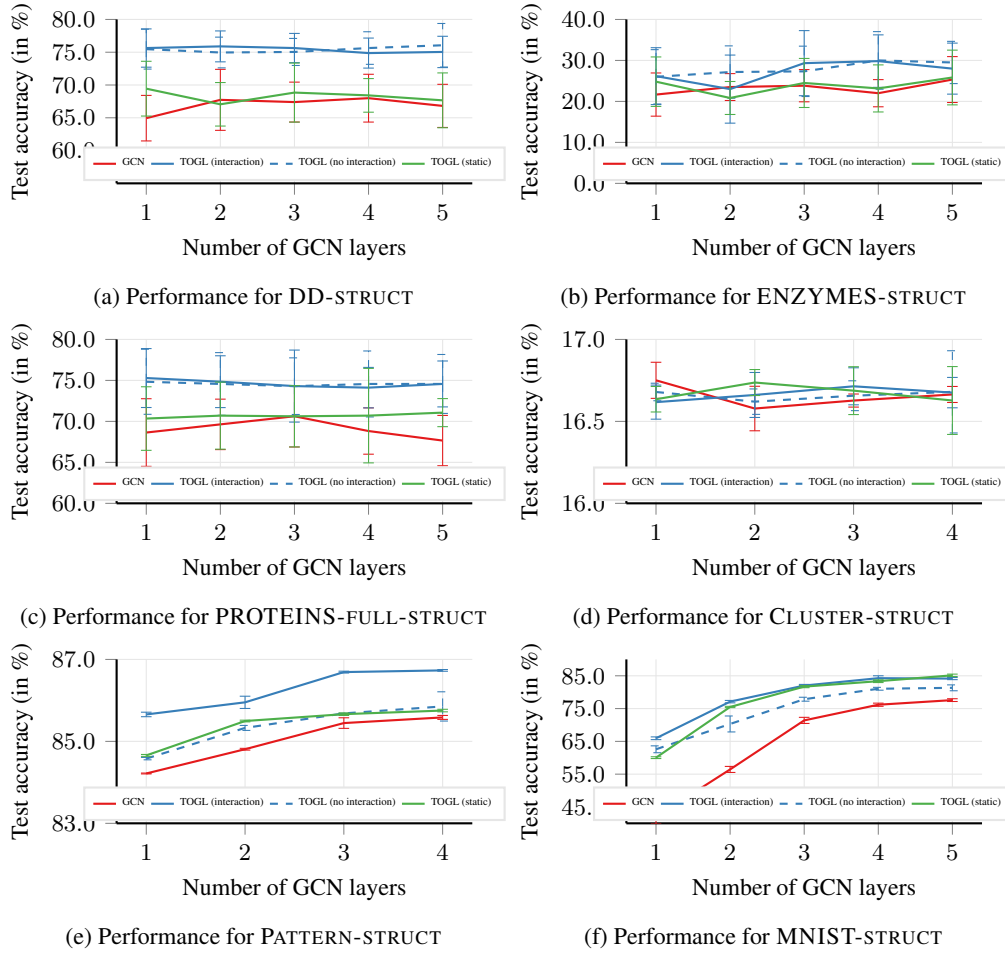 80.0
75.0
70.0
65.0
60.0
Test accuracy (in %)
GCN TOGL (interaction) TOGL (no interaction) TOGL (static)
1 2 3 4 5
Number of GCN layers
(a) Performance for DD-STRUCT
40.0
30.0
20.0
10.0
0.0
Test accuracy (in %)
GCN TOGL (interaction) TOGL (no interaction) TOGL (static)
1 2 3 4 5
Number of GCN layers
(b) Performance for ENZYMES-STRUCT
80.0
75.0
70.0
65.0
60.0
Test accuracy (in %)
GCN TOGL (interaction) TOGL (no interaction) TOGL (static)
1 2 3 4 5
Number of GCN layers
(c) Performance for PROTEINS-FULL-STRUCT
17.0
16.5
16.0
Test accuracy (in %)
GCN TOGL (interaction) TOGL (no interaction) TOGL (static)
1 2 3 4
Number of GCN layers
(d) Performance for CLUSTER-STRUCT
87.0
85.0
83.0
Test accuracy (in %)
GCN TOGL (interaction) TOGL (no interaction) TOGL (static)
1 2 3 4
Number of GCN layers
(e) Performance for PATTERN-STRUCT
85.0
75.0
65.0
55.0
45.0
Test accuracy (in %)
GCN TOGL (interaction) TOGL (no interaction) TOGL (static)
1 2 3 4 5
Number of GCN layers
(f) Performance for MNIST-STRUCT